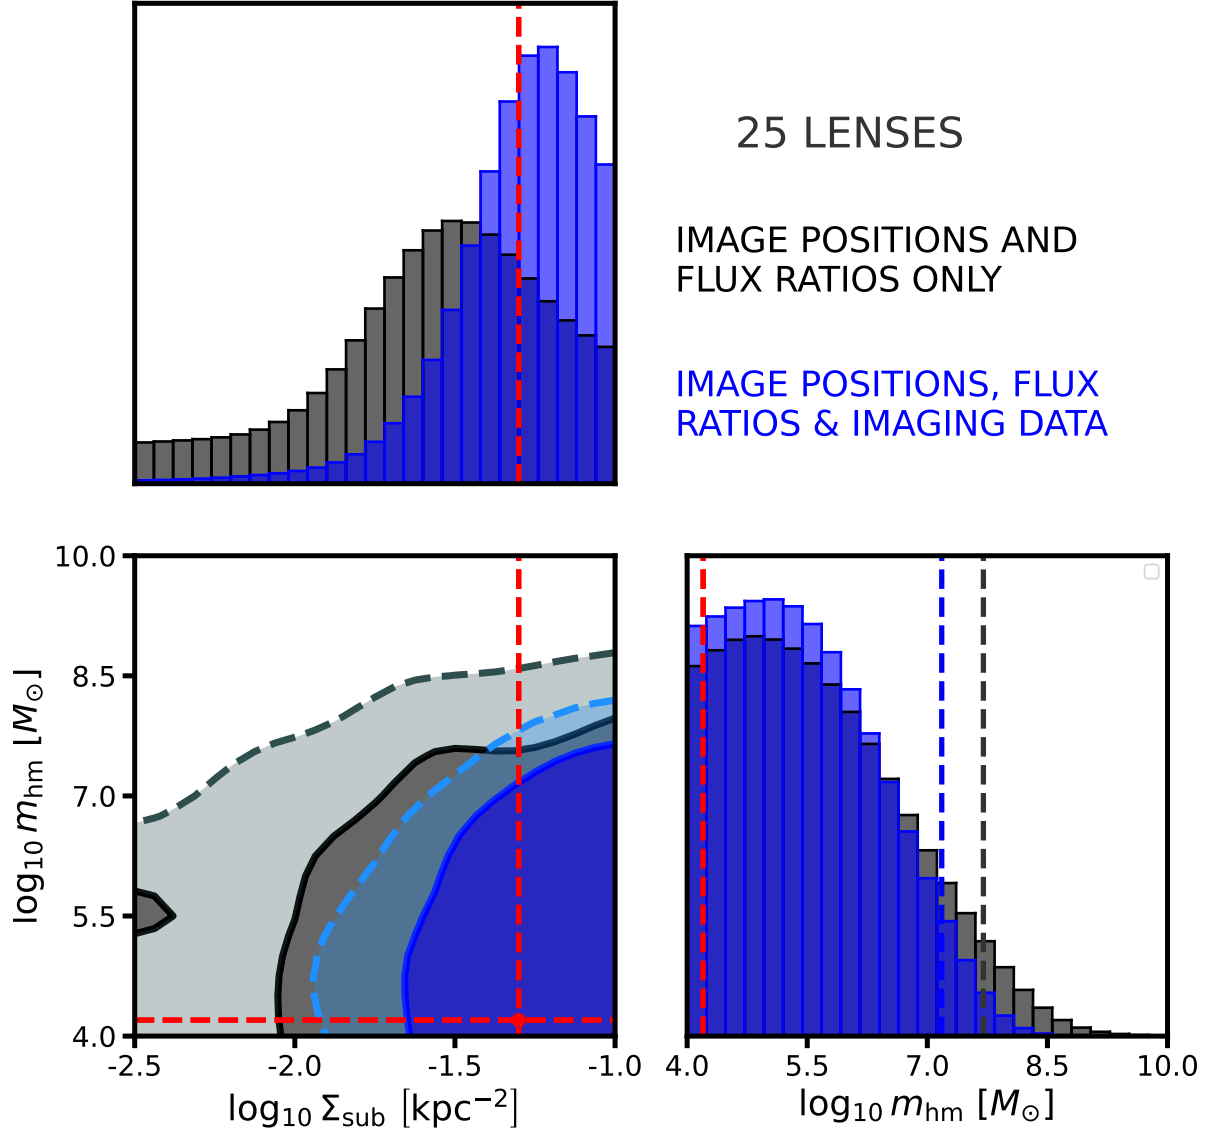 25 LENSES
IMAGE POSITIONS AND
FLUX RATIOS ONLY
IMAGE POSITIONS, FLUX
RATIOS & IMAGING DATA
10.0
8.5
7.0
5.5
4.0
log₁₀ m_hm [M_⊙]
-2.5 -2.0 -1.5 -1.0
log₁₀ Σ_sub [kpc⁻²]
4.0 5.5 7.0 8.5 10.0
log₁₀ m_hm [M_⊙]